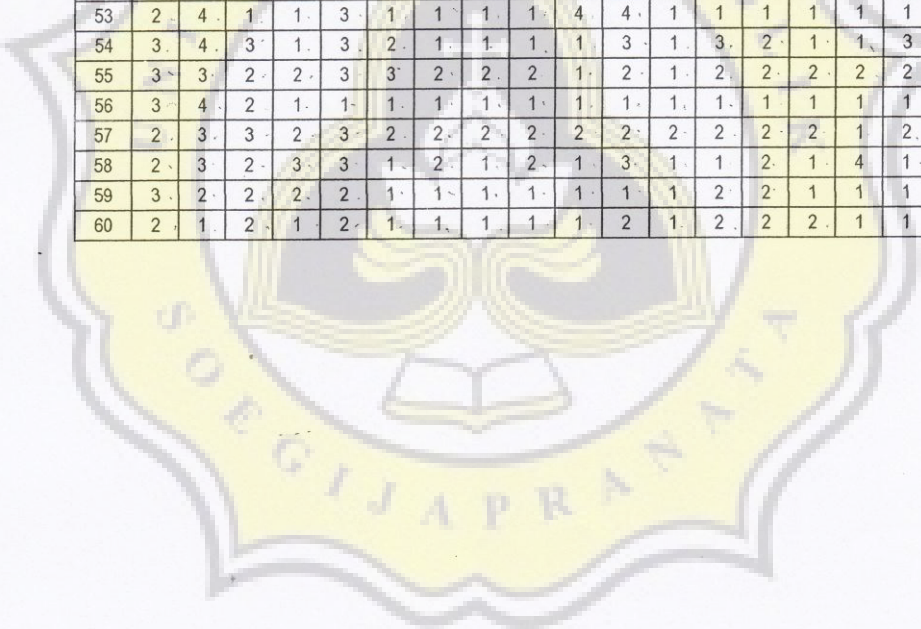 53 2 4 1 1 3 1 1 1 1 4 4 1 1 1 1 1 1
54 3 4 3 1 3 2 1 1 1 1 3 1 3 2 1 1 3
55 3 3 2 2 3 3 2 2 2 1 2 1 2 2 2 2 2
56 3 4 2 1 1 1 1 1 1 1 1 1 1 1 1 1 1
57 2 3 3 2 3 2 2 2 2 2 2 2 2 2 2 1 2
58 2 3 2 3 3 1 2 1 2 1 3 1 1 2 1 4 1
59 3 2 2 2 2 1 1 1 1 1 1 1 2 2 1 1 1
60 2 1 2 1 2 1 1 1 1 1 2 1 2 2 2 1 1
SOEGIJAPRANATA